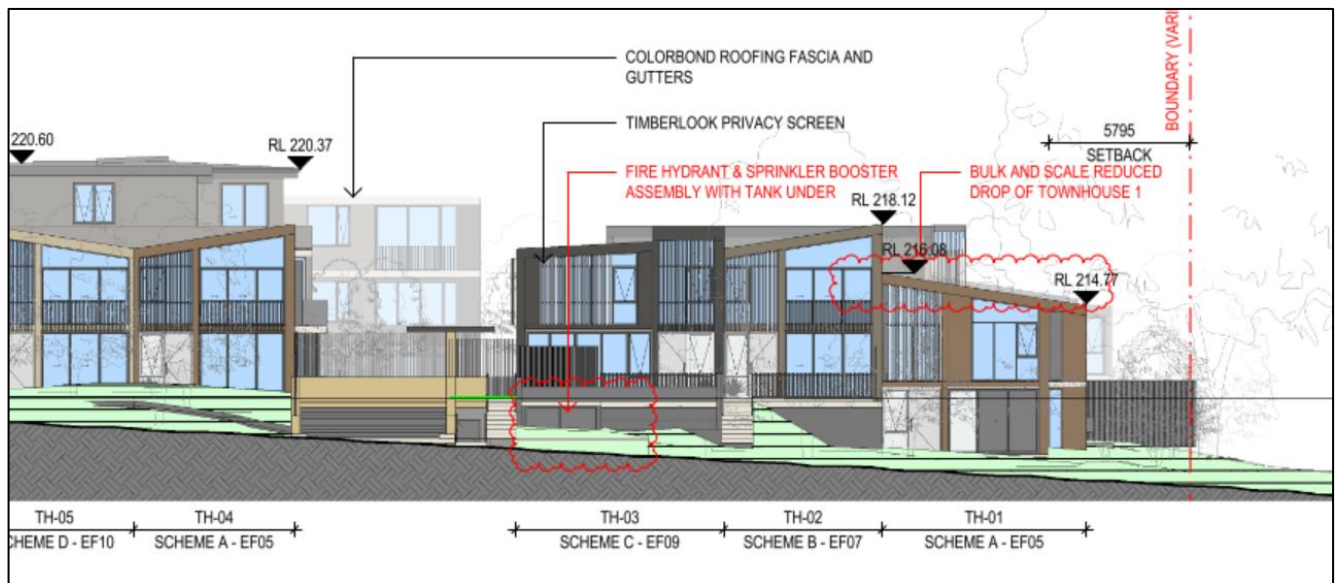 COLORBOND ROOFING FASCIA AND
GUTTERS
BOUNDARY (VARI
220.60
RL 220.37
TIMBERLOOK PRIVACY SCREEN
5795
SETBACK
FIRE HYDRANT & SPRINKLER BOOSTER
ASSEMBLY WITH TANK UNDER
BULK AND SCALE REDUCED
DROP OF TOWNHOUSE 1
RL 218.12
RL 216.08
RL 214.77
TH-05
CHEME D - EF10
TH-04
SCHEME A - EF05
TH-03
SCHEME C - EF09
TH-02
SCHEME B - EF07
TH-01
SCHEME A - EF05